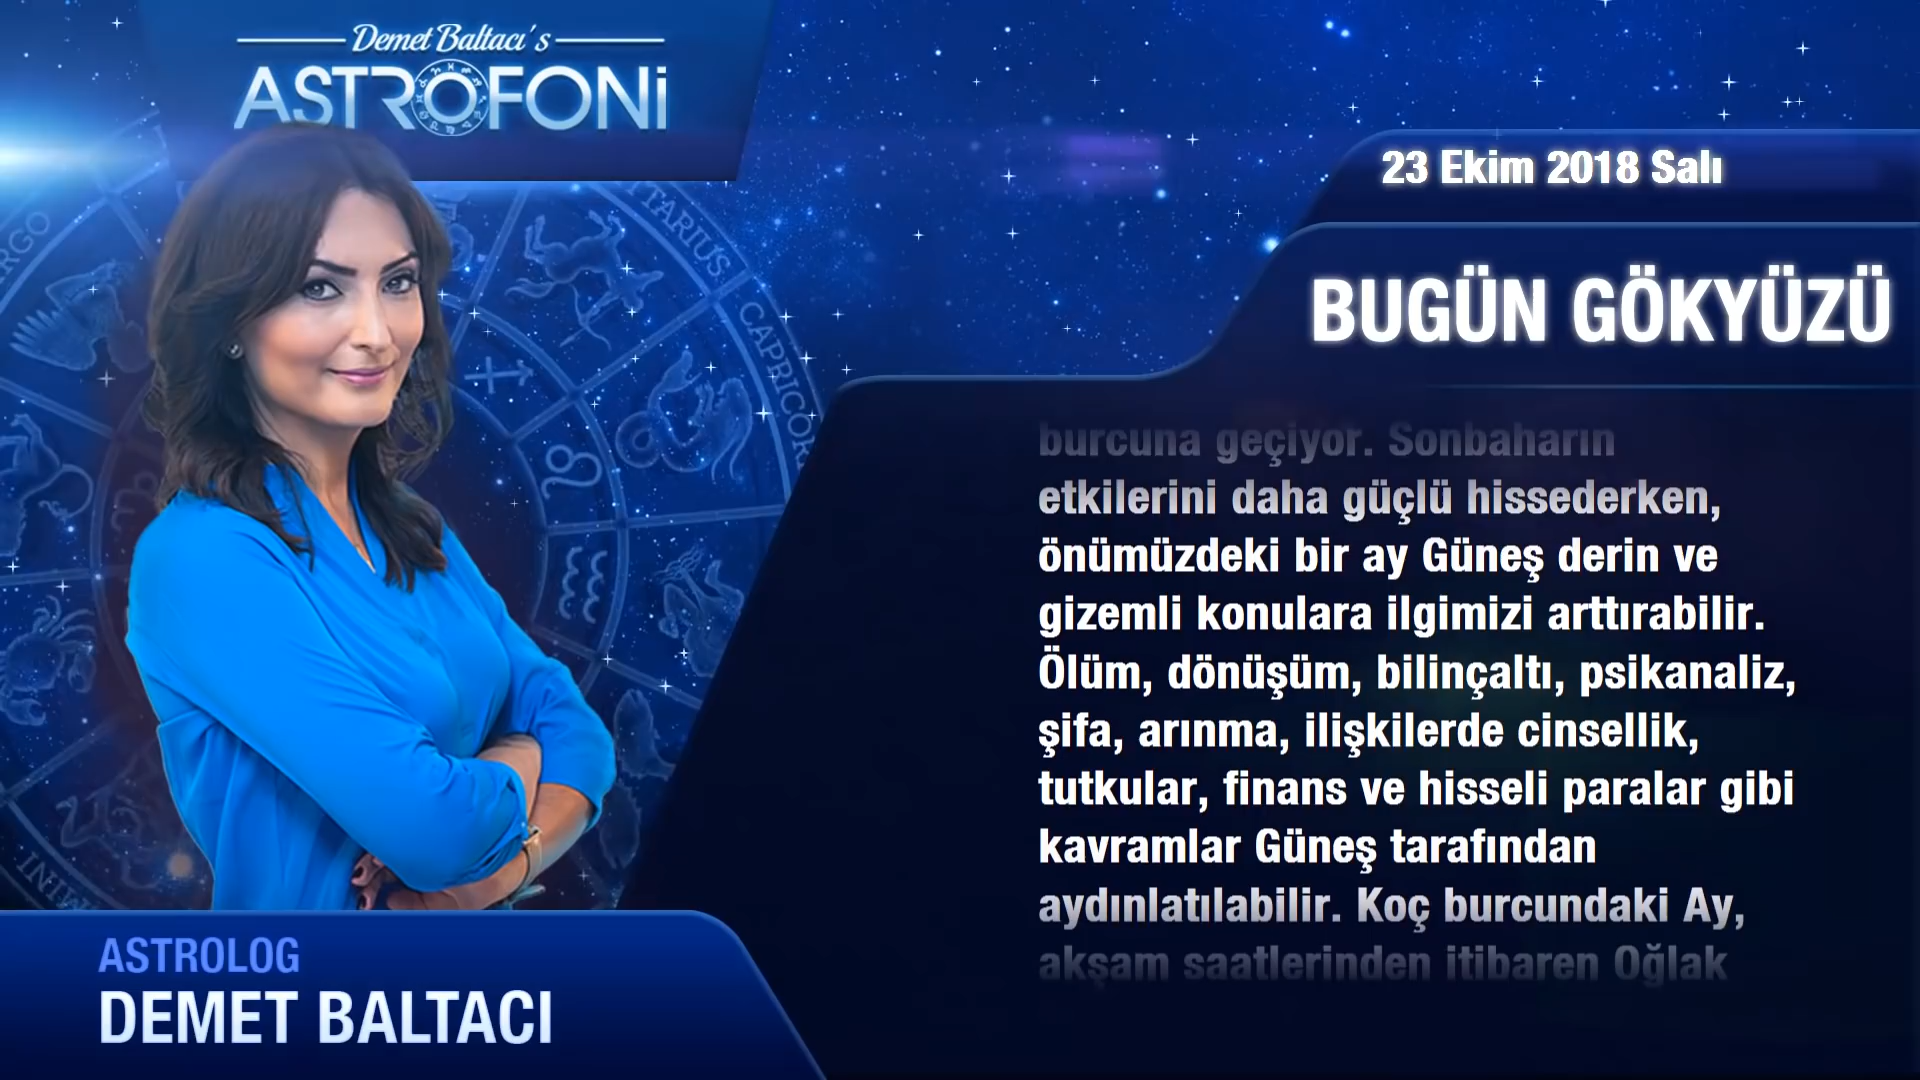 Demet Baltacı's
ASTROFONi
23 Ekim 2018 Salı
BUGÜN GÖKYÜZÜ
burcuna geçiyor. Sonbaharın
etkilerini daha güçlü hissederken,
önümüzdeki bir ay Güneş derin ve
gizemli konulara ilgimizi arttırabilir.
Ölüm, dönüşüm, bilinçaltı, psikanaliz,
şifa, arınma, ilişkilerde cinsellik,
tutkular, finans ve hisseli paralar gibi
kavramlar Güneş tarafından
aydınlatılabilir. Koç burcundaki Ay,
akşam saatlerinden itibaren Oğlak
ASTROLOG
DEMET BALTACI
CAPRICOR